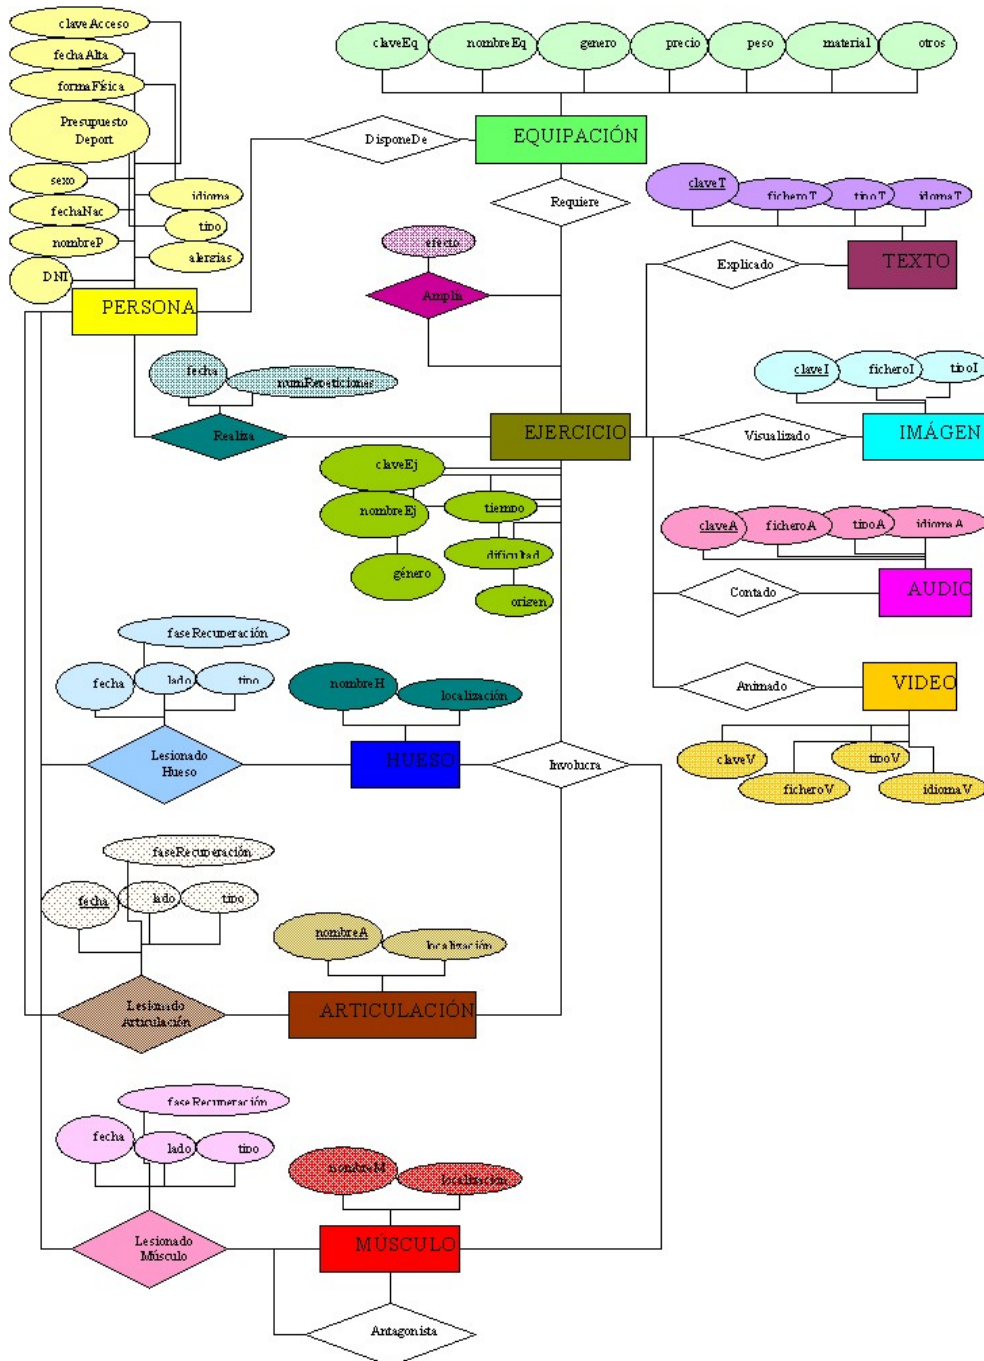 claveAcceso
fechaAlta
formaFísica
Presupuesto
Deport
sexo
fechaNac
nombreP
DNI
idioma
tipo
alergias
PERSONA
claveEq
nombreEq
genero
precio
peso
material
otros
EQUIPACIÓN
DisponeDe
Requiere
efecto
Amplía
claveT
ficheroT
tipoT
idiomaT
TEXTO
Explicado
fecha
numRepeticiones
Realiza
EJERCICIO
claveI
ficheroI
tipoI
Visualizado
IMÁGEN
claveEj
nombreEj
género
tiempo
dificultad
origen
claveA
ficheroA
tipoA
idiomaA
Contado
AUDIO
Animado
VIDEO
claveV
ficheroV
tipoV
idiomaV
faseRecuperación
fecha
lado
tipo
Lesionado
Hueso
nombreH
localización
HUESO
Involucra
faseRecuperación
fecha
lado
tipo
Lesionado
Articulación
nombreA
localización
ARTICULACIÓN
faseRecuperación
fecha
lado
tipo
Lesionado
Músculo
nombreM
localización
MÚSCULO
Antagonista